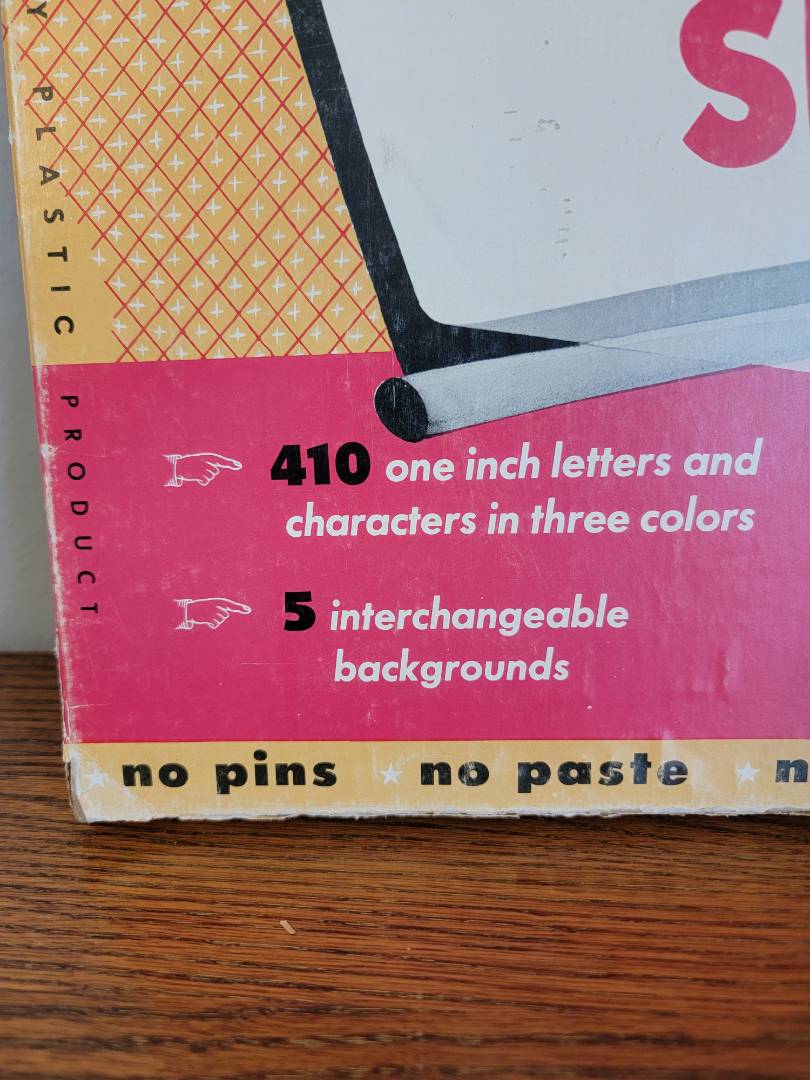 Y PLASTIC PRODUCT
S
410 one inch letters and
characters in three colors
5 interchangeable
backgrounds
no pins ★ no paste ★ n